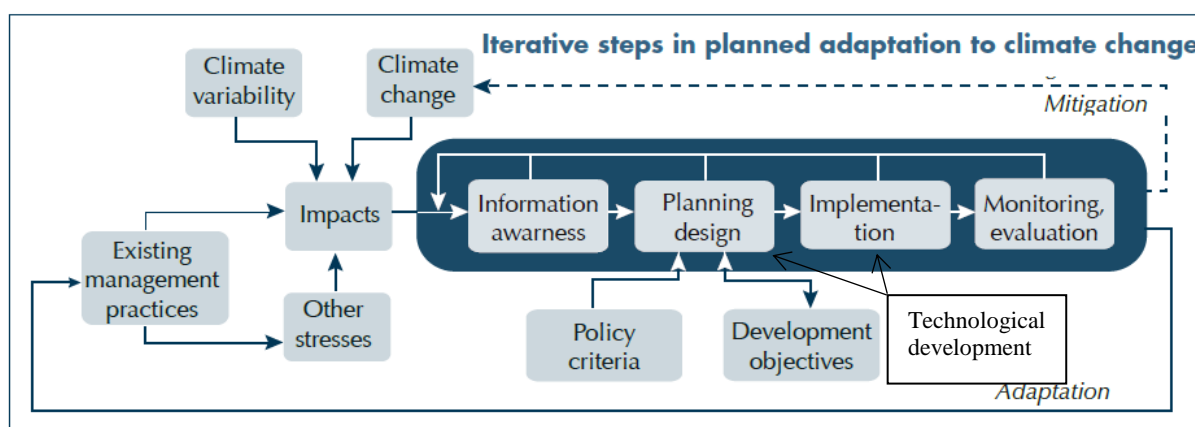 Iterative steps in planned adaptation to climate change
Climate
variability
Climate
change
Mitigation
Impacts
Information
awarness
Planning
design
Implementa-
tion
Monitoring,
evaluation
Existing
management
practices
Other
stresses
Policy
criteria
Development
objectives
Technological
development
Adaptation